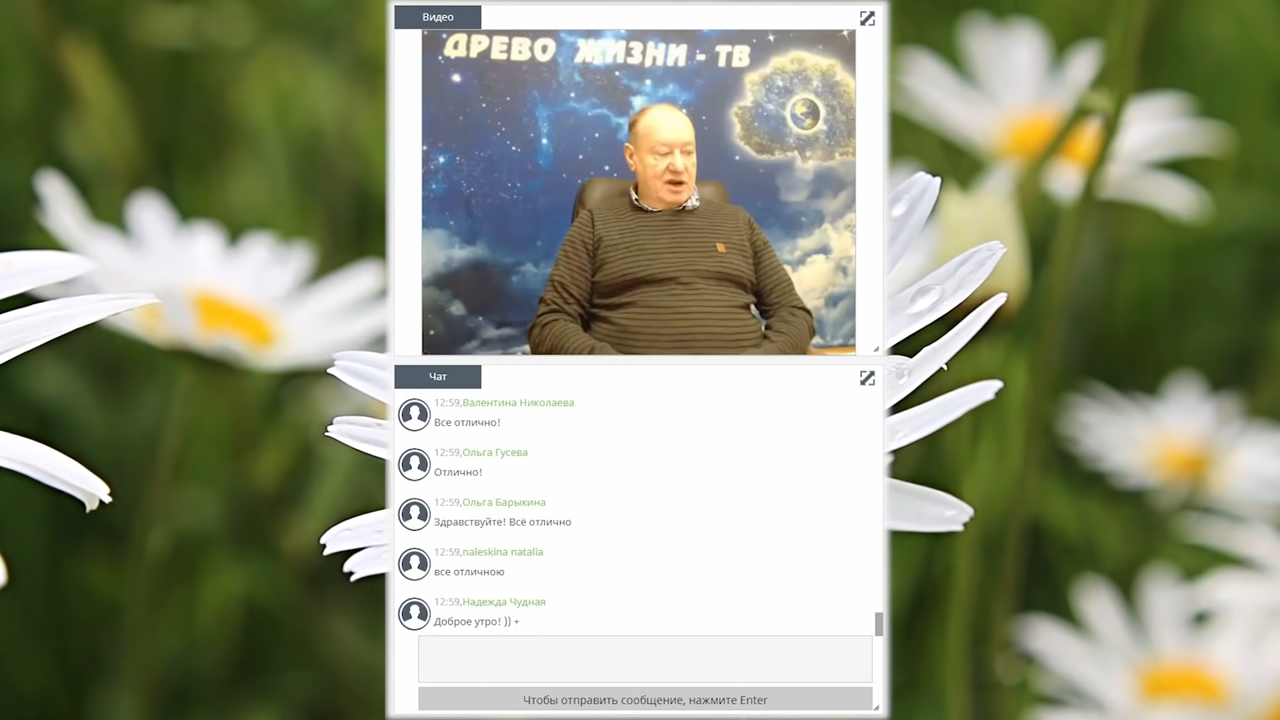 Видео
ДРЕВО ЖИЗНИ - ТВ
Чат
12:59,Валентина Николаева
Все отлично!
12:59,Ольга Гусева
Отлично!
12:59,Ольга Барыкина
Здравствуйте! Всё отлично
12:59,naleskina natalia
все отличною
12:59,Надежда Чудная
Доброе утро! )) +
Чтобы отправить сообщение, нажмите Enter